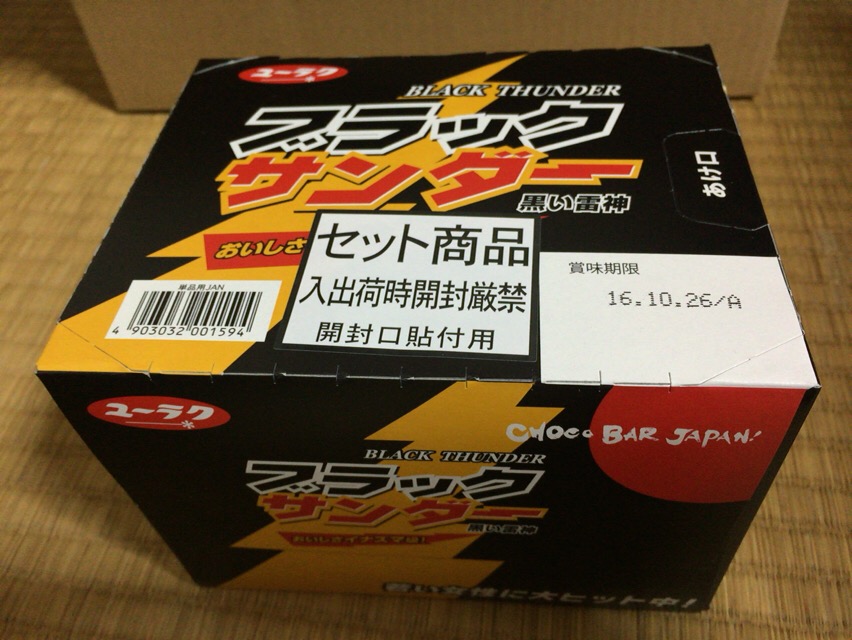 ユーラク
BLACK THUNDER
ブラック
サンダー
黒い雷神
あけ口
おいしさ
セット商品
入出荷時開封厳禁
開封口貼付用
賞味期限
16.10.26/A
単品用JAN
4 903032 001594
ユーラク
CHOCO BAR JAPAN!
BLACK THUNDER
ブラック
サンダー
黒い雷神
おいしさイナズマ級!
若い女性に大ヒット中!